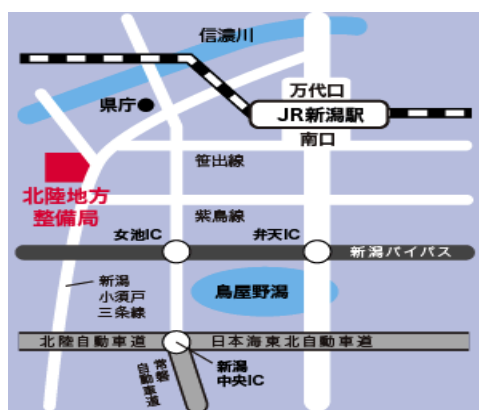 信濃川
万代口
県庁
JR新潟駅
南口
笹出線
北陸地方
整備局
紫鳥線
女池IC
弁天IC
新潟バイパス
新潟
小須戸
三条線
鳥屋野潟
北陸自動車道
日本海東北自動車道
常磐
自動車道
新潟
中央IC